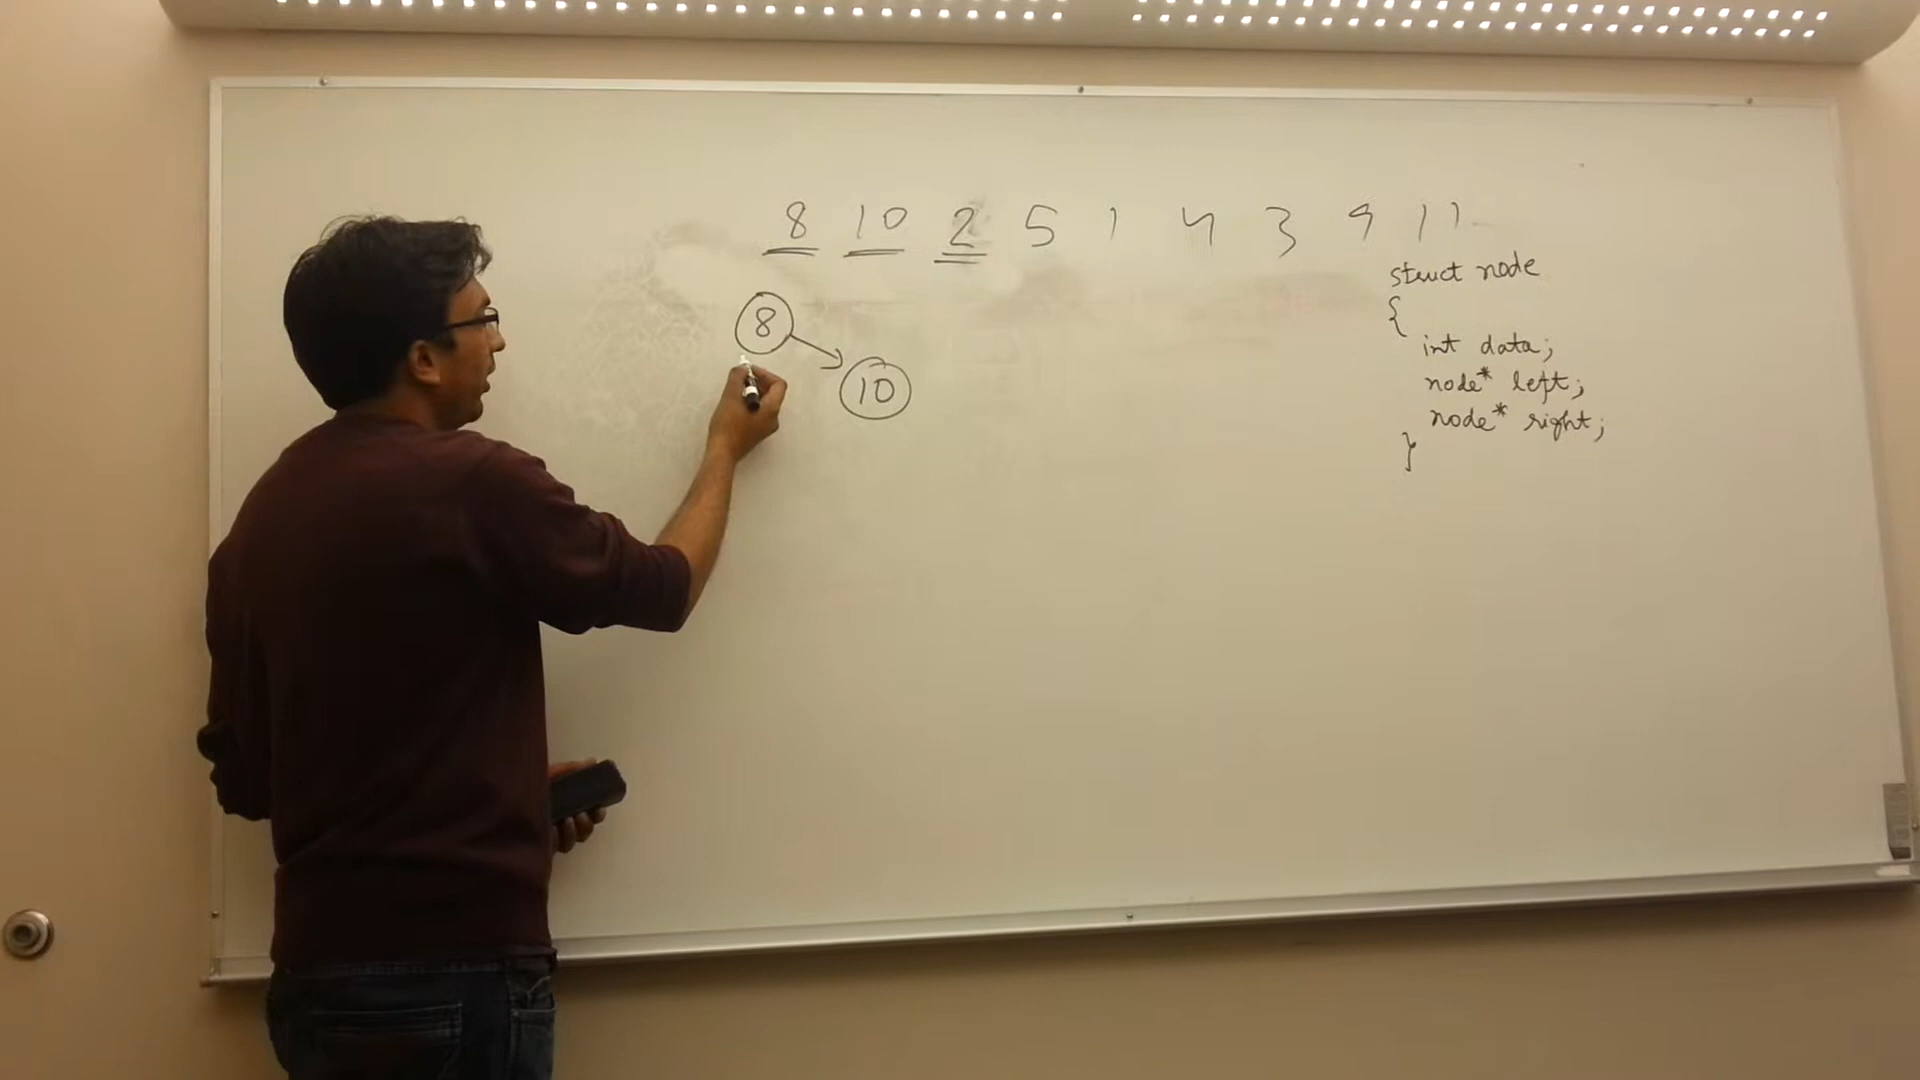 8 10 2 5 1 4 3 9 11
struct node
{
int data;
node* left;
node* right;
}
8
10